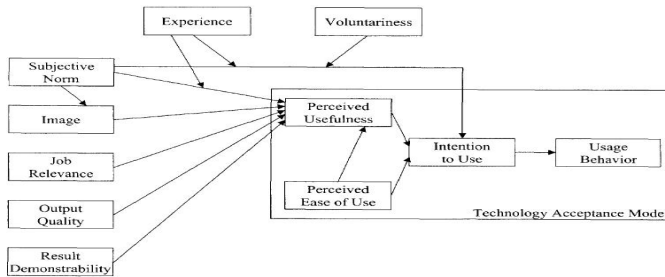 Experience
Voluntariness
Subjective
Norm
Image
Perceived
Usefulness
Job
Relevance
Intention
to Use
Usage
Behavior
Output
Quality
Perceived
Ease of Use
Technology Acceptance Mode
Result
Demonstrability